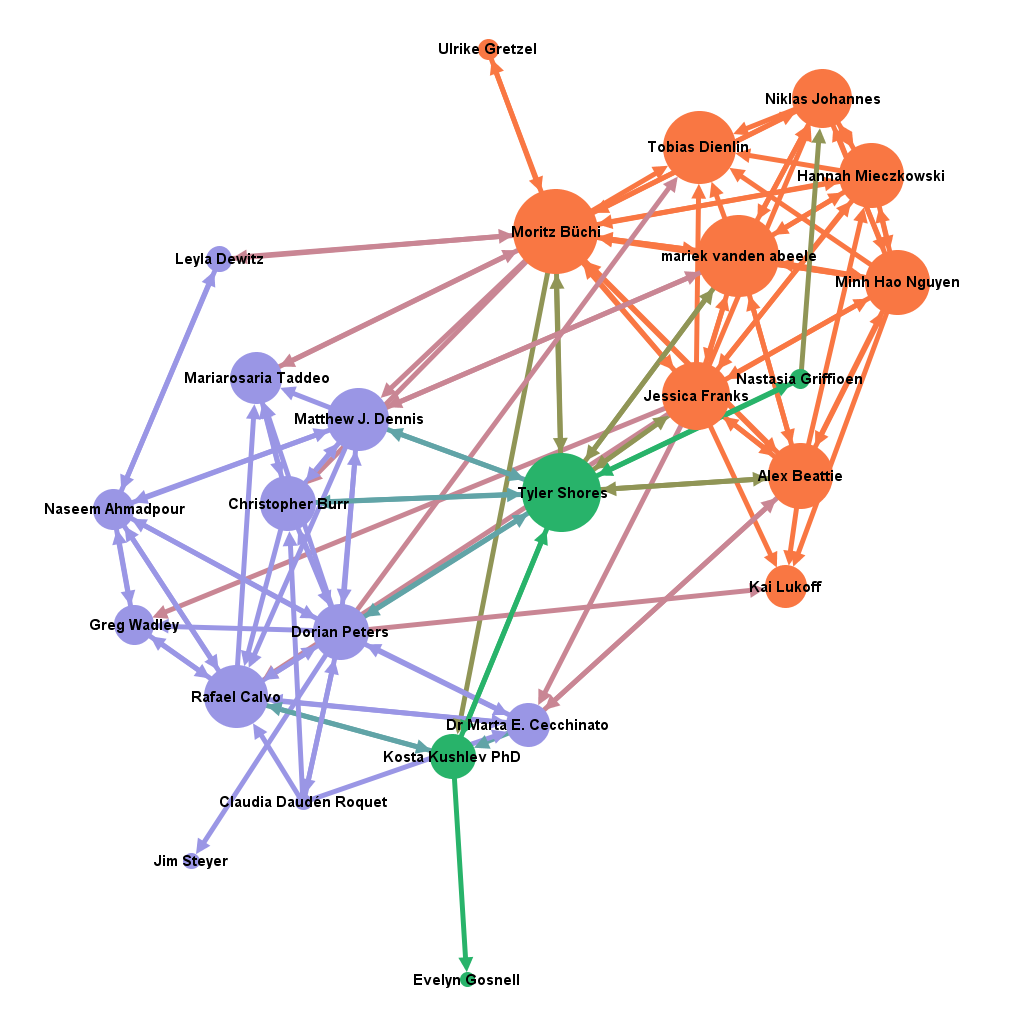 Ulrike Gretzel
Niklas Johannes
Tobias Dienlin
Hannah Mieczkowski
Moritz Büchi
mariek vanden abeele
Leyla Dewitz
Minh Hao Nguyen
Mariarosaria Taddeo
Nastasia Griffioen
Jessica Franks
Matthew J. Dennis
Alex Beattie
Tyler Shores
Christopher Burr
Naseem Ahmadpour
Kai Lukoff
Greg Wadley
Dorian Peters
Rafael Calvo
Dr Marta E. Cecchinato
Kosta Kushlev PhD
Claudia Daudén Roquet
Jim Steyer
Evelyn Gosnell